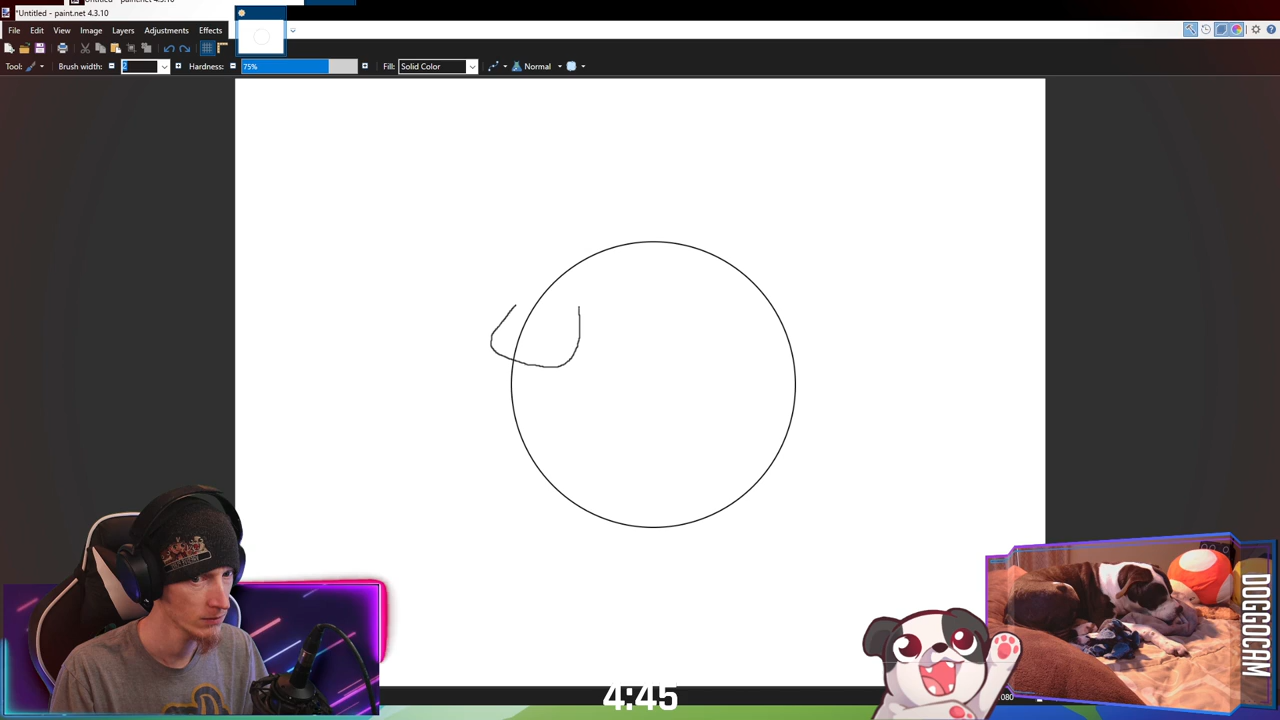 *Untitled - paint.net 4.3.10
File Edit View Image Layers Adjustments Effects
Tool: Brush width: 2 Hardness: 75% Fill: Solid Color Normal
4:45
DOGGOCAM